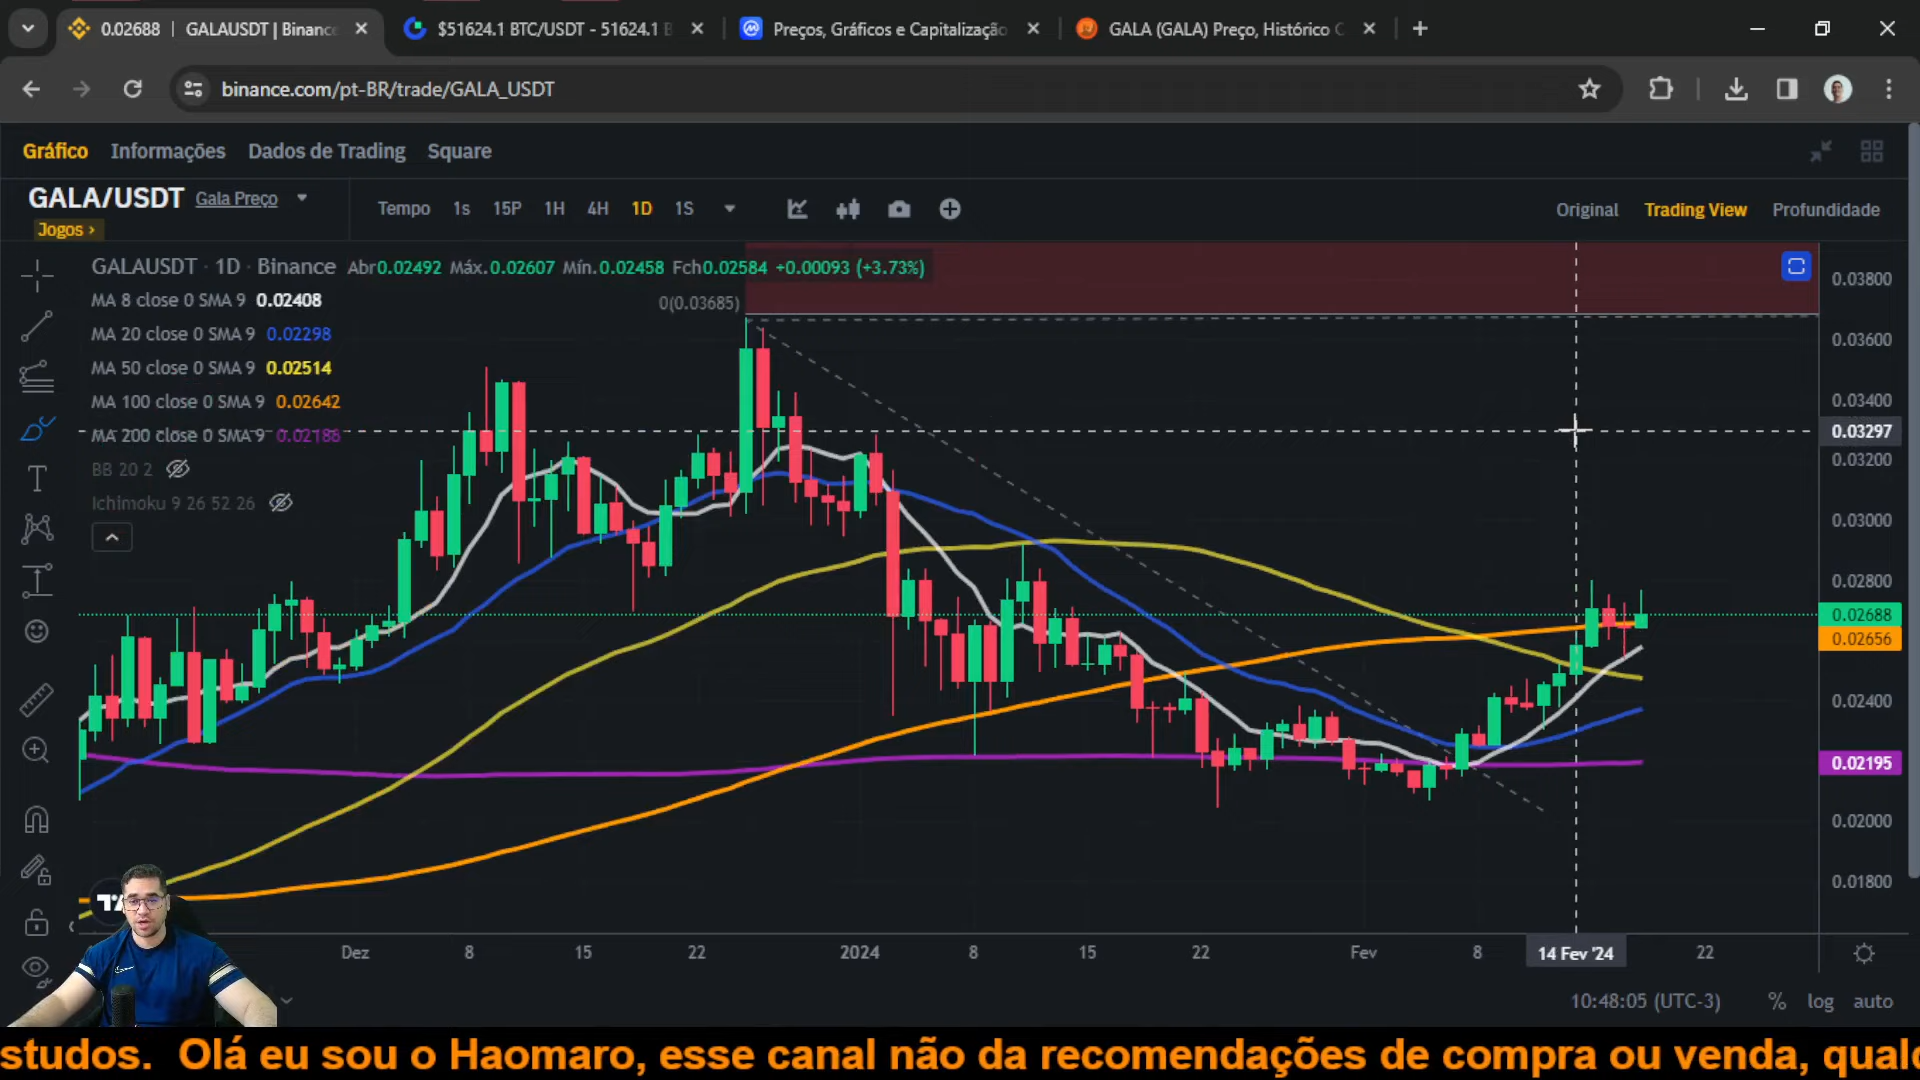 0.02688 | GALAUSDT | Binance
$51624.1 BTC/USDT - 51624.1 B
Preços, Gráficos e Capitalização
GALA (GALA) Preço, Histórico C
binance.com/pt-BR/trade/GALA_USDT
Gráfico Informações Dados de Trading Square
GALA/USDT Gala Preço
Jogos ›
Tempo 1s 15P 1H 4H 1D 1S
Original Trading View Profundidade
GALAUSDT · 1D · Binance Abr0.02492 Máx.0.02607 Mín.0.02458 Fch0.02584 +0.00093 (+3.73%)
MA 8 close 0 SMA 9 0.02408
MA 20 close 0 SMA 9 0.02298
MA 50 close 0 SMA 9 0.02514
MA 100 close 0 SMA 9 0.02642
MA 200 close 0 SMA 9 0.02186
BB 20 2
Ichimoku 9 26 52 26
0(0.03685)
0.03800
0.03600
0.03400
0.03297
0.03200
0.03000
0.02800
0.02688
0.02656
0.02400
0.02195
0.02000
0.01800
Dez 8 15 22 2024 8 15 22 Fev 8 14 Fev '24 22
10:48:05 (UTC-3) % log auto
studos. Olá eu sou o Haomaro, esse canal não da recomendações de compra ou venda, qualc